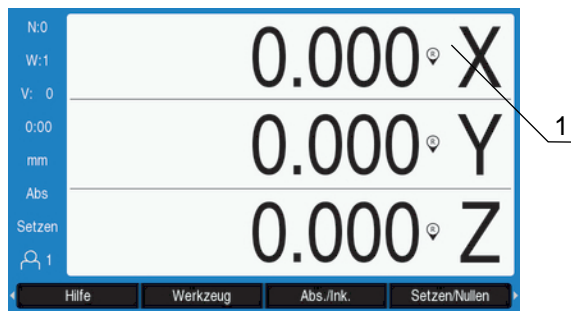 N:0
W:1
V: 0
0:00
mm
Abs
Setzen
1
0.000 R X
0.000 R Y
0.000 R Z
1
Hilfe Werkzeug Abs./Ink. Setzen/Nullen